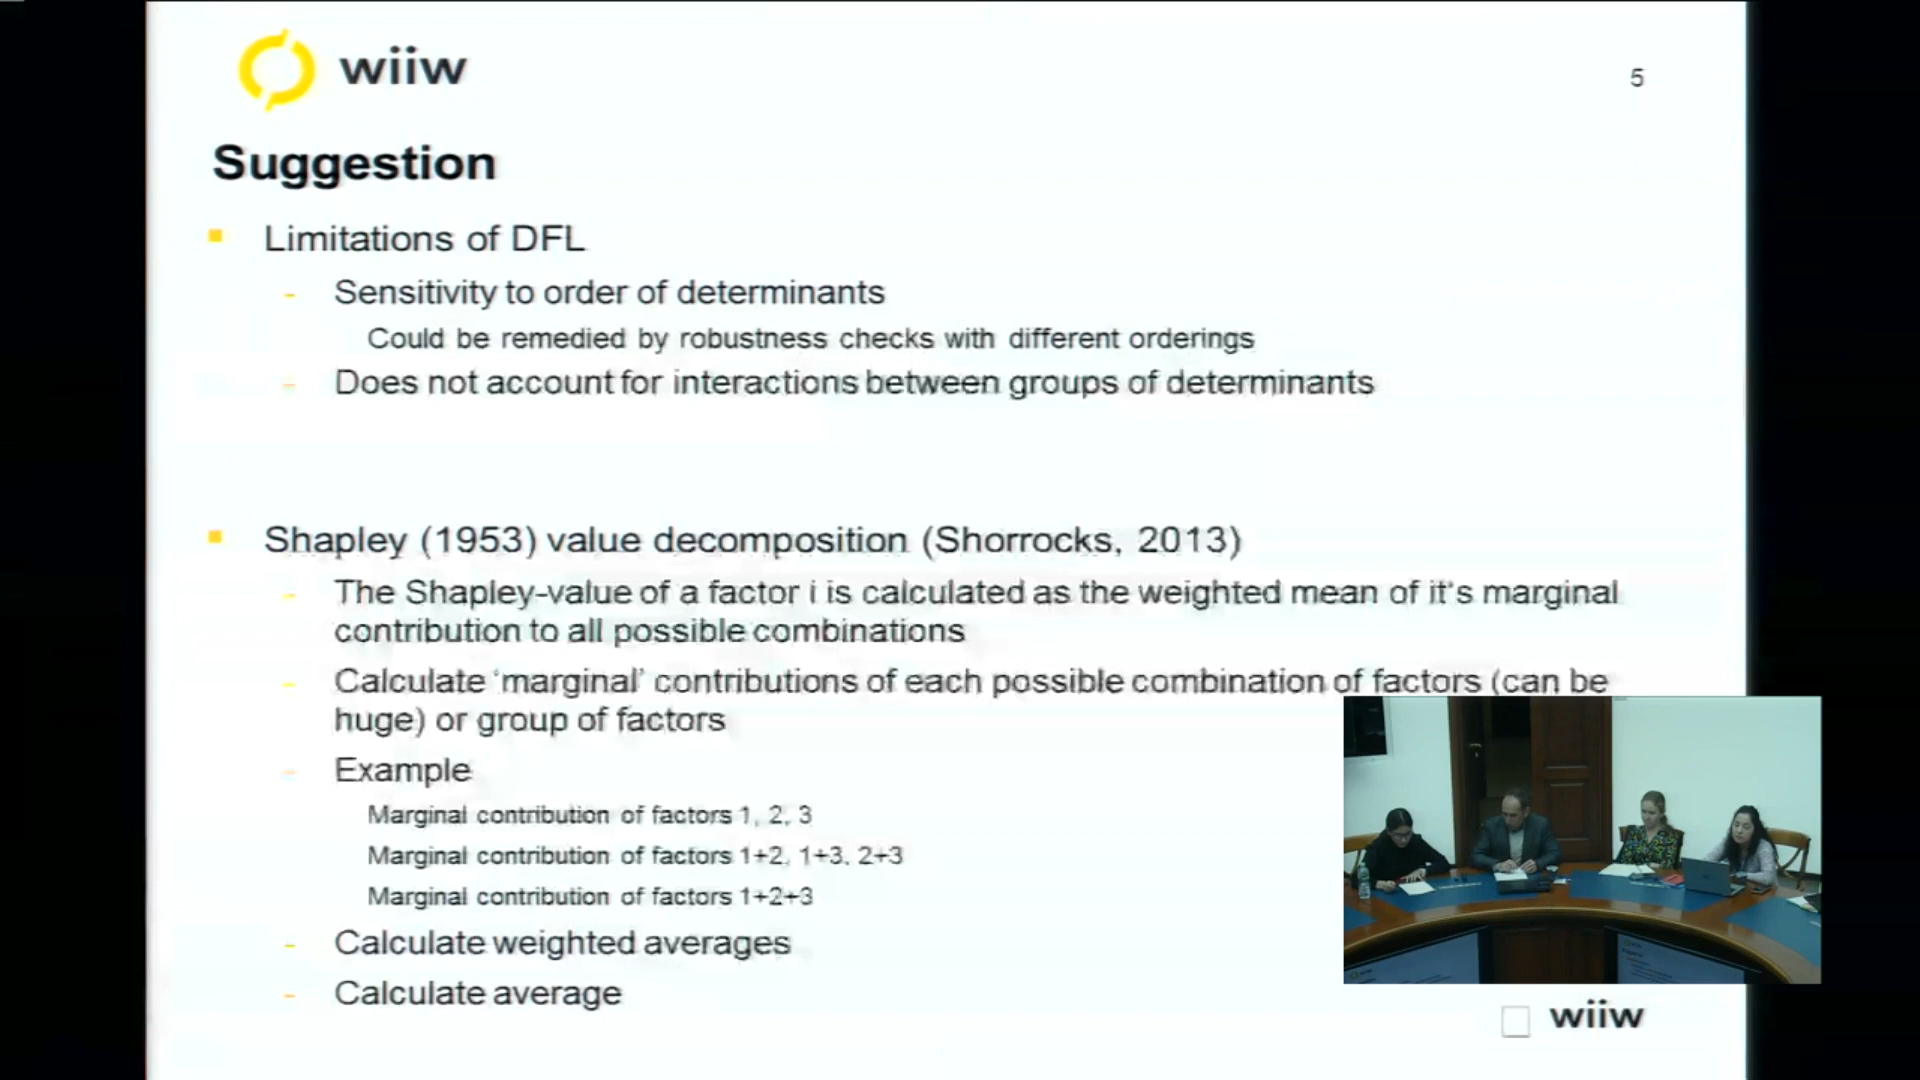 wiiw
5
Suggestion
Limitations of DFL
- Sensitivity to order of determinants
Could be remedied by robustness checks with different orderings
- Does not account for interactions between groups of determinants
Shapley (1953) value decomposition (Shorrocks, 2013)
- The Shapley-value of a factor i is calculated as the weighted mean of it's marginal
contribution to all possible combinations
- Calculate 'marginal' contributions of each possible combination of factors (can be
huge) or group of factors
- Example
Marginal contribution of factors 1, 2, 3
Marginal contribution of factors 1+2, 1+3, 2+3
Marginal contribution of factors 1+2+3
- Calculate weighted averages
- Calculate average
wiiw